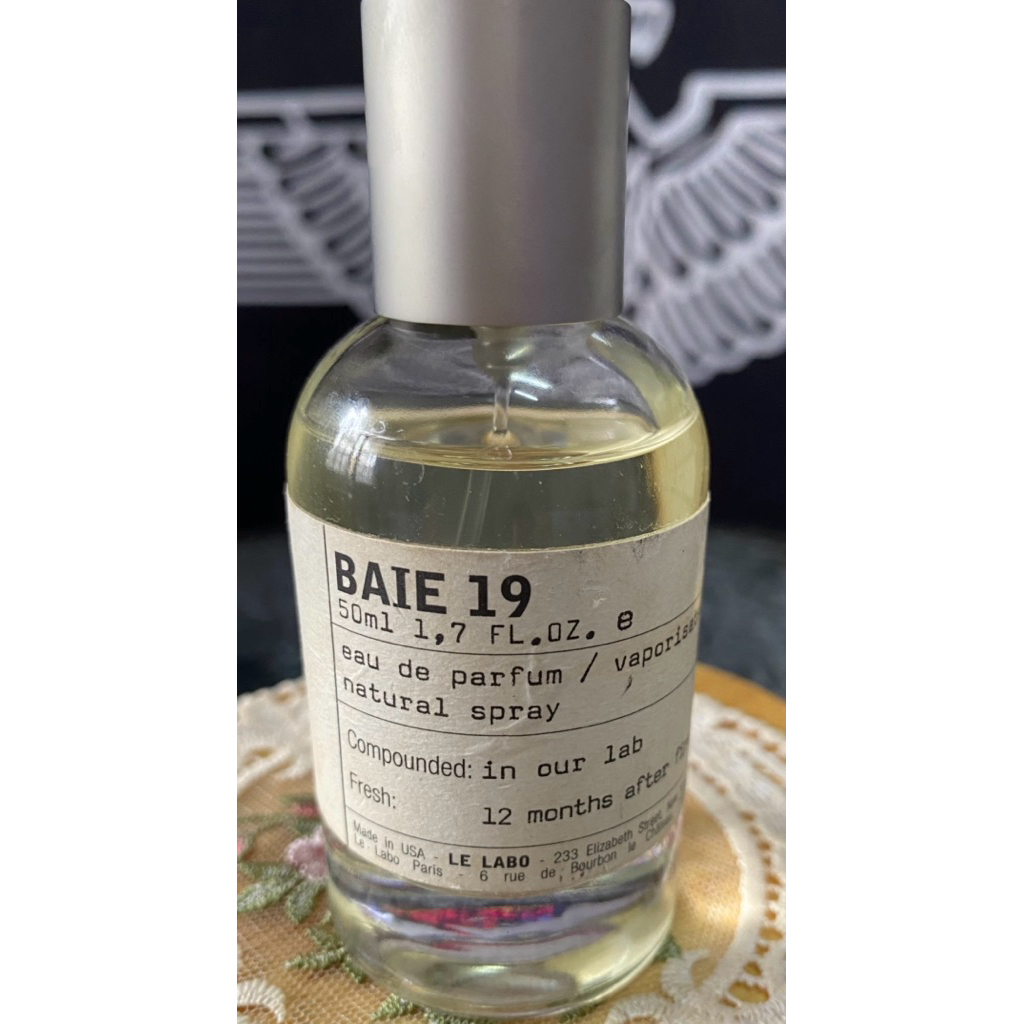 BAIE 19
50ml 1,7 FL.OZ. e
eau de parfum / vaporisa
natural spray
Compounded: in our lab
Fresh: 12 months after
Made in USA - LE LABO - 233 Elizabeth Street,
Le Labo Paris - 6 rue de Bourbon le